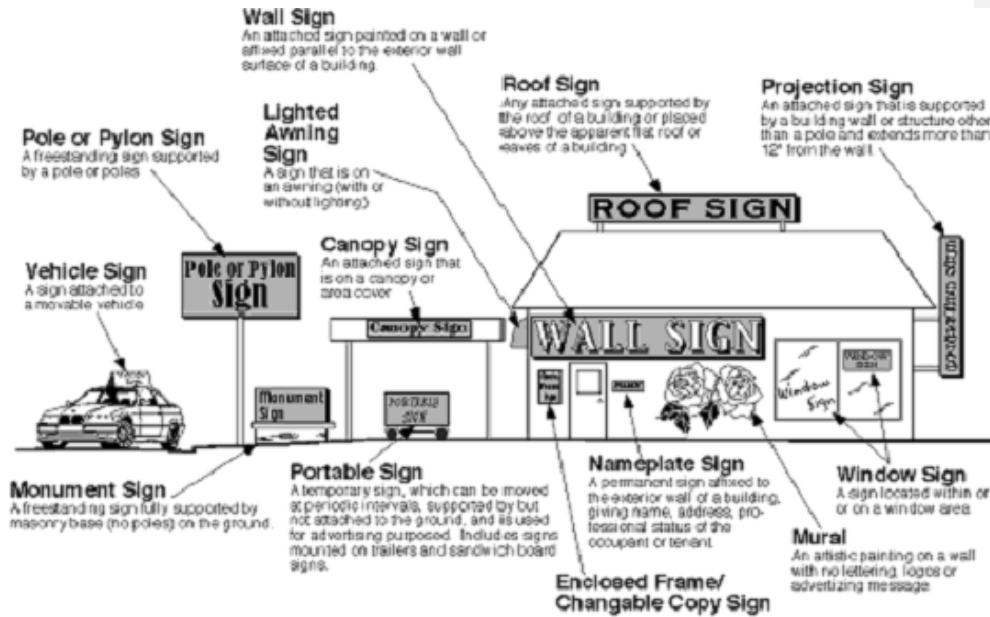 Wall Sign
An attached sign painted on a wall or
affixed parallel to the exterior wall
surface of a building.
Roof Sign
Any attached sign supported by
the roof of a building or placed
above the apparent flat roof or
eaves of a building
Projection Sign
An attached sign that is supported
by a building wall or structure other
than a pole and extends more than
12" from the wall
Lighted
Awning
Sign
A sign that is on
an awning (with or
without lighting)
Pole or Pylon Sign
A freestanding sign supported
by a pole or poles
Canopy Sign
An attached sign that
is on a canopy or
area cover
Vehicle Sign
A sign attached to
a movable vehicle
ROOF SIGN
Pole or Pylon
Sign
Canopy Sign
WALL SIGN
Monument
Sign
PORTABLE
SIGN
Window
Sign
WINDOW
SIGN
Monument Sign
A freestanding sign fully supported by
masonry base (no poles) on the ground.
Portable Sign
A temporary sign, which can be moved
at periodic intervals, supported by but
not attached to the ground, and is used
for advertising purposed. Includes signs
mounted on trailers and sandwich board
signs.
Nameplate Sign
A permanent sign affixed to
the exterior wall of a building,
giving name, address, pro-
fessional status of the
occupant or tenant
Window Sign
A sign located within or
or on a window area
Mural
An artistic painting on a wall
with no lettering, logos or
advertizing message
Enclosed Frame/
Changable Copy Sign